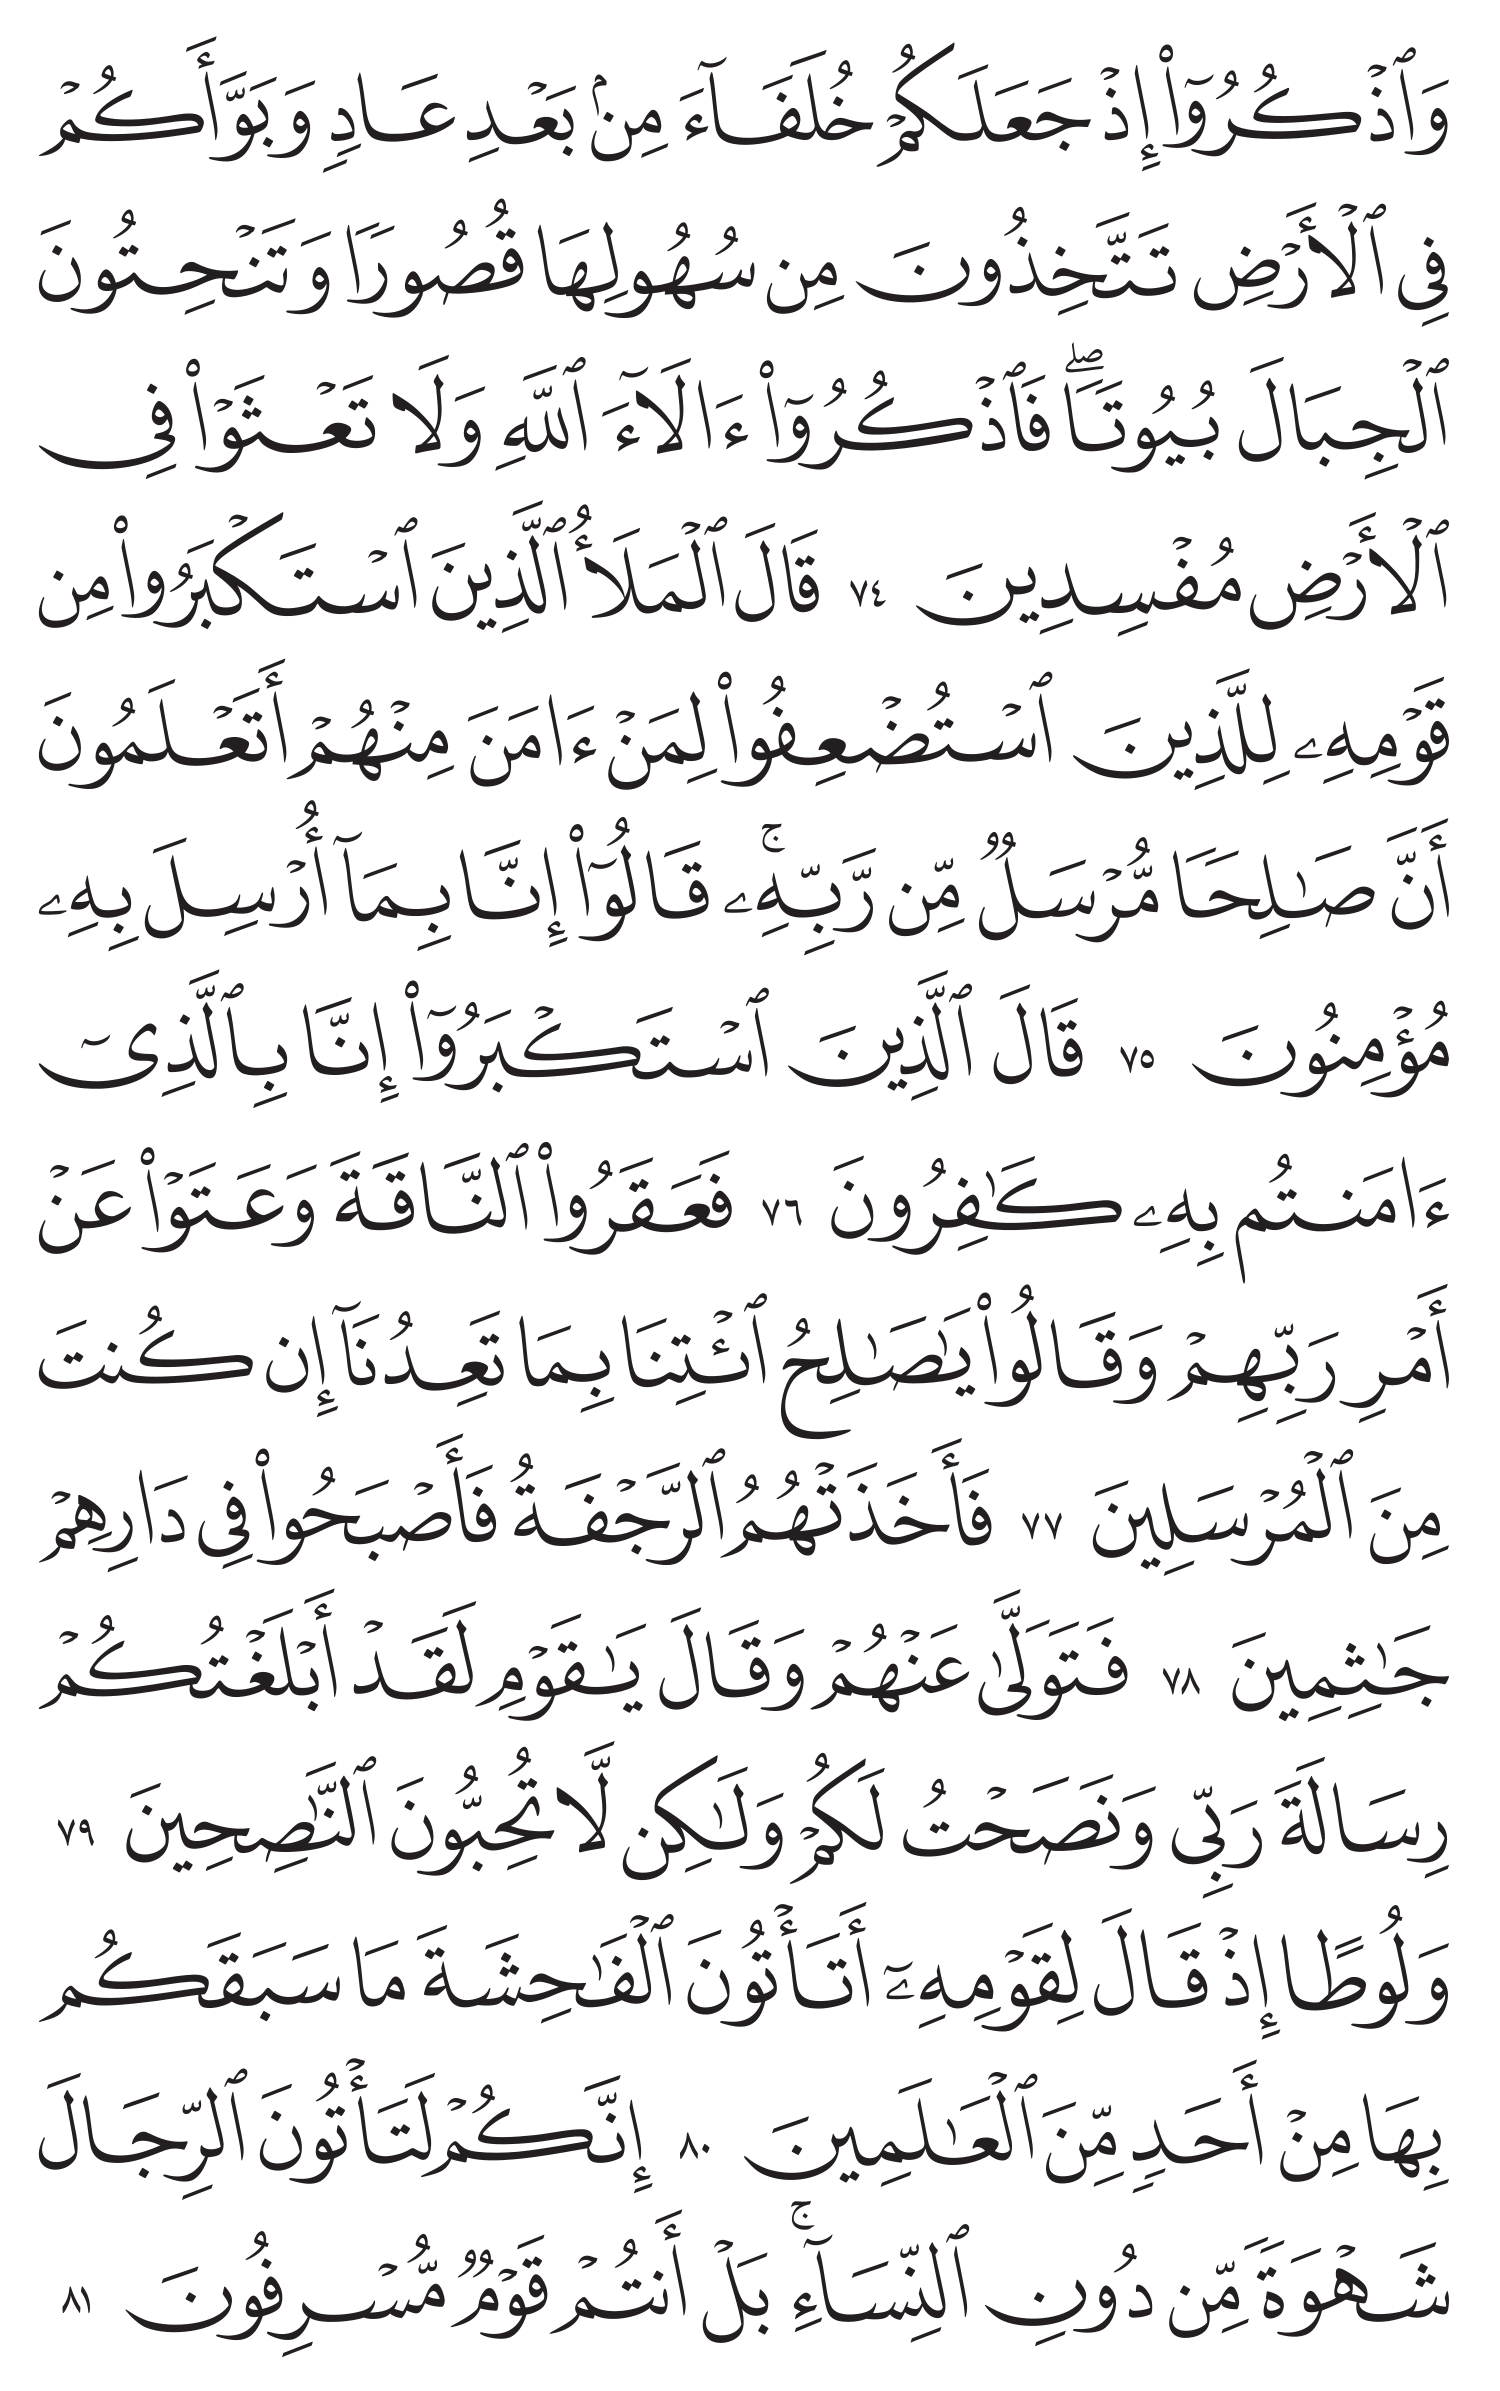 وَٱذْكُرُوٓا۟ إِذْ جَعَلَكُمْ خُلَفَآءَ مِنۢ بَعْدِ عَادٍ وَبَوَّأَكُمْ
فِى ٱلْأَرْضِ تَتَّخِذُونَ مِن سُهُولِهَا قُصُورًا وَتَنْحِتُونَ
ٱلْجِبَالَ بُيُوتًا ۖ فَٱذْكُرُوٓا۟ ءَالَآءَ ٱللَّهِ وَلَا تَعْثَوْا۟ فِى
ٱلْأَرْضِ مُفْسِدِينَ ٧٤ قَالَ ٱلْمَلَأُ ٱلَّذِينَ ٱسْتَكْبَرُوا۟ مِن
قَوْمِهِۦ لِلَّذِينَ ٱسْتُضْعِفُوا۟ لِمَنْ ءَامَنَ مِنْهُمْ أَتَعْلَمُونَ
أَنَّ صَـٰلِحًا مُّرْسَلٌ مِّن رَّبِّهِۦ ۚ قَالُوٓا۟ إِنَّا بِمَآ أُرْسِلَ بِهِۦ
مُؤْمِنُونَ ٧٥ قَالَ ٱلَّذِينَ ٱسْتَكْبَرُوٓا۟ إِنَّا بِٱلَّذِىٓ
ءَامَنتُم بِهِۦ كَـٰفِرُونَ ٧٦ فَعَقَرُوا۟ ٱلنَّاقَةَ وَعَتَوْا۟ عَنْ
أَمْرِ رَبِّهِمْ وَقَالُوا۟ يَـٰصَـٰلِحُ ٱئْتِنَا بِمَا تَعِدُنَآ إِن كُنتَ
مِنَ ٱلْمُرْسَلِينَ ٧٧ فَأَخَذَتْهُمُ ٱلرَّجْفَةُ فَأَصْبَحُوا۟ فِى دَارِهِمْ
جَـٰثِمِينَ ٧٨ فَتَوَلَّىٰ عَنْهُمْ وَقَالَ يَـٰقَوْمِ لَقَدْ أَبْلَغْتُكُمْ
رِسَالَةَ رَبِّى وَنَصَحْتُ لَكُمْ وَلَـٰكِن لَّا تُحِبُّونَ ٱلنَّـٰصِحِينَ ٧٩
وَلُوطًا إِذْ قَالَ لِقَوْمِهِۦٓ أَتَأْتُونَ ٱلْفَـٰحِشَةَ مَا سَبَقَكُم
بِهَا مِنْ أَحَدٍ مِّنَ ٱلْعَـٰلَمِينَ ٨٠ إِنَّكُمْ لَتَأْتُونَ ٱلرِّجَالَ
شَهْوَةً مِّن دُونِ ٱلنِّسَآءِ ۚ بَلْ أَنتُمْ قَوْمٌ مُّسْرِفُونَ ٨١